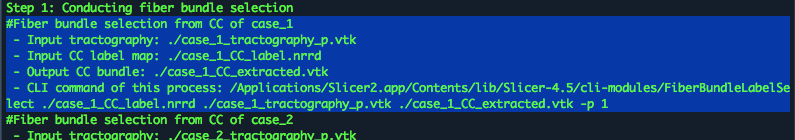 Step 1: Conducting fiber bundle selection
#Fiber bundle selection from CC of case_1
- Input tractography: ./case_1_tractography_p.vtk
- Input CC label map: ./case_1_CC_label.nrrd
- Output CC bundle: ./case_1_CC_extracted.vtk
- CLI command of this process: /Applications/Slicer2.app/Contents/lib/Slicer-4.5/cli-modules/FiberBundleLabelSe
lect ./case_1_CC_label.nrrd ./case_1_tractography_p.vtk ./case_1_CC_extracted.vtk -p 1
#Fiber bundle selection from CC of case_2
- Input tractography: ./case_2_tractography_p.vtk